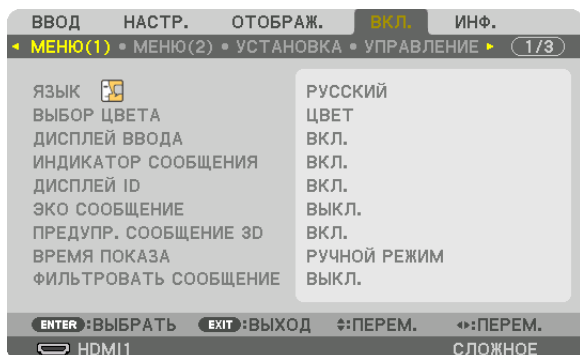 ВВОД НАСТР. ОТОБРАЖ. ВКЛ. ИНФ.
МЕНЮ(1) • МЕНЮ(2) • УСТАНОВКА • УПРАВЛЕНИЕ 1/3
ЯЗЫК РУССКИЙ
ВЫБОР ЦВЕТА ЦВЕТ
ДИСПЛЕЙ ВВОДА ВКЛ.
ИНДИКАТОР СООБЩЕНИЯ ВКЛ.
ДИСПЛЕЙ ID ВКЛ.
ЭКО СООБЩЕНИЕ ВЫКЛ.
ПРЕДУПР. СООБЩЕНИЕ 3D ВКЛ.
ВРЕМЯ ПОКАЗА РУЧНОЙ РЕЖИМ
ФИЛЬТРОВАТЬ СООБЩЕНИЕ ВЫКЛ.
ENTER :ВЫБРАТЬ EXIT :ВЫХОД :ПЕРЕМ. :ПЕРЕМ.
HDMI1 СЛОЖНОЕ